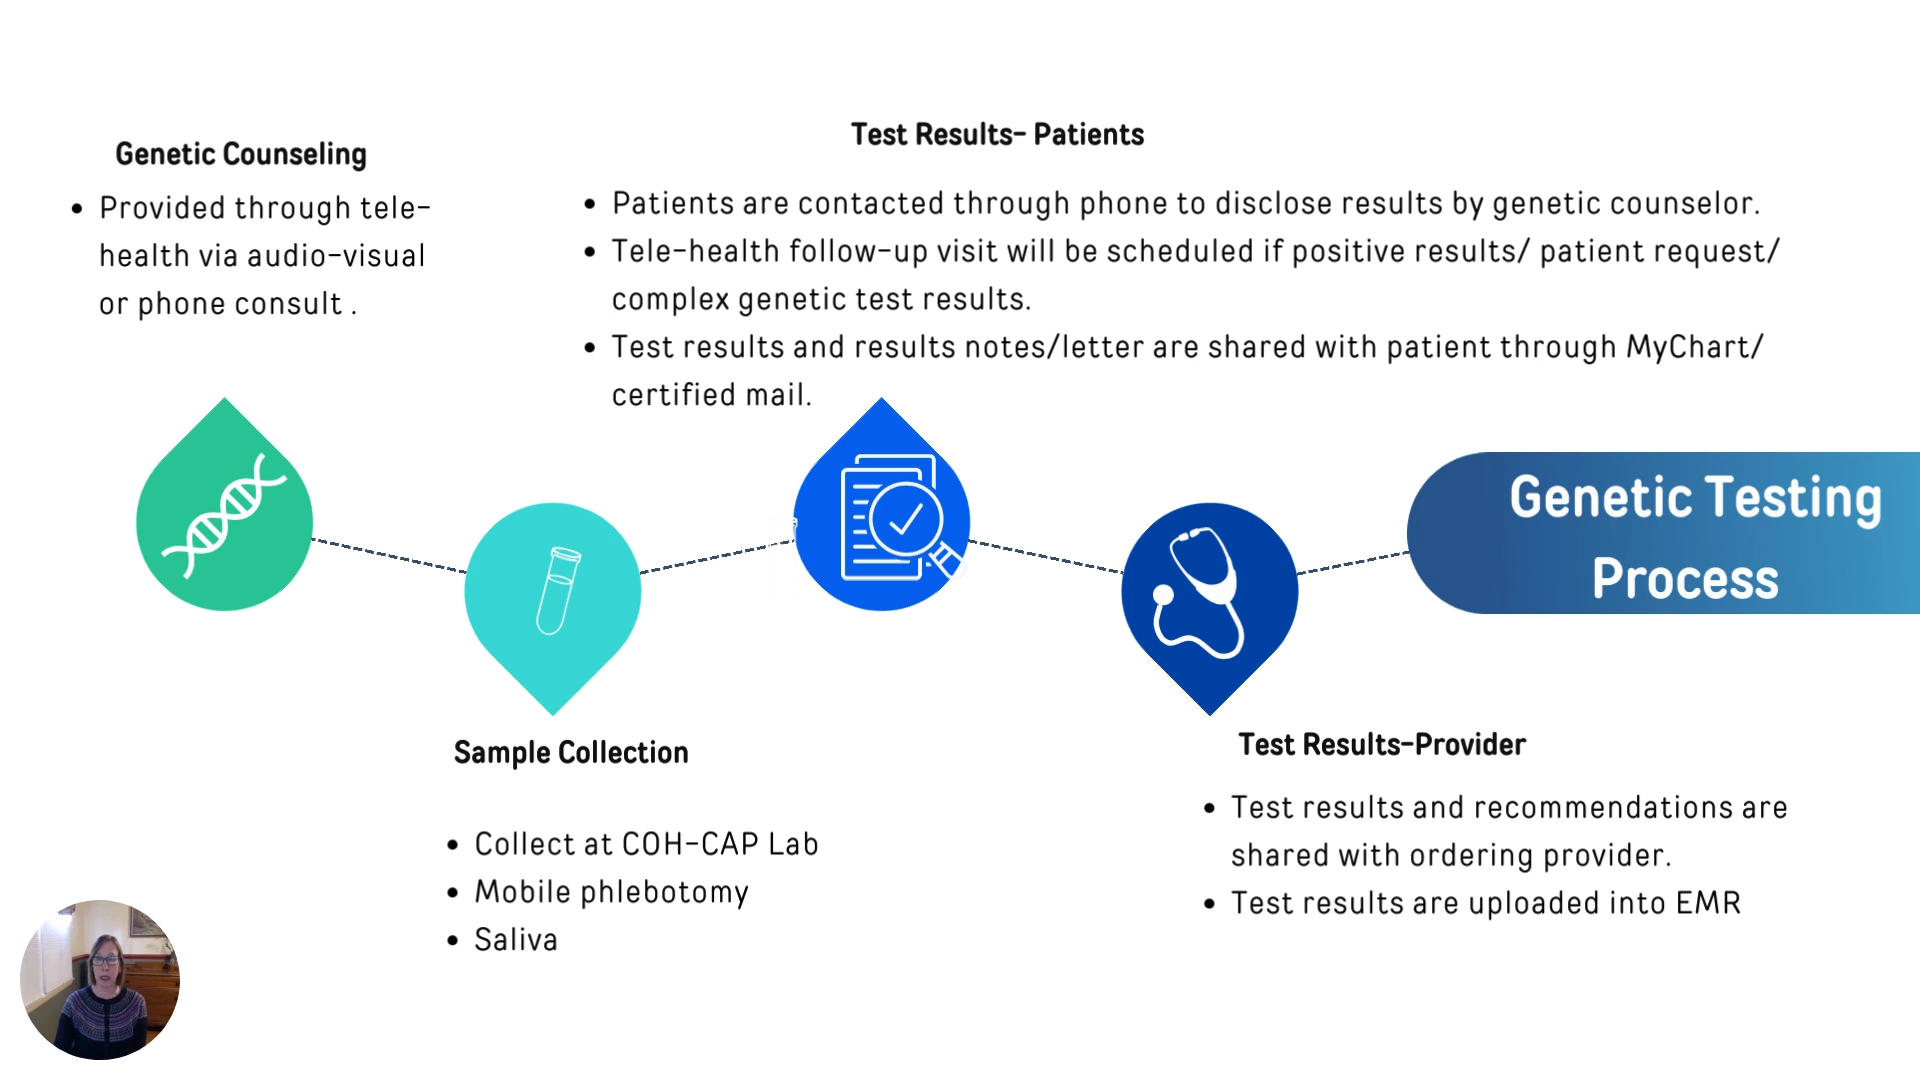 Genetic Counseling
• Provided through tele-
health via audio-visual
or phone consult .
Test Results- Patients
• Patients are contacted through phone to disclose results by genetic counselor.
• Tele-health follow-up visit will be scheduled if positive results/ patient request/
complex genetic test results.
• Test results and results notes/letter are shared with patient through MyChart/
certified mail.
Genetic Testing
Process
Sample Collection
• Collect at COH-CAP Lab
• Mobile phlebotomy
• Saliva
Test Results-Provider
• Test results and recommendations are
shared with ordering provider.
• Test results are uploaded into EMR